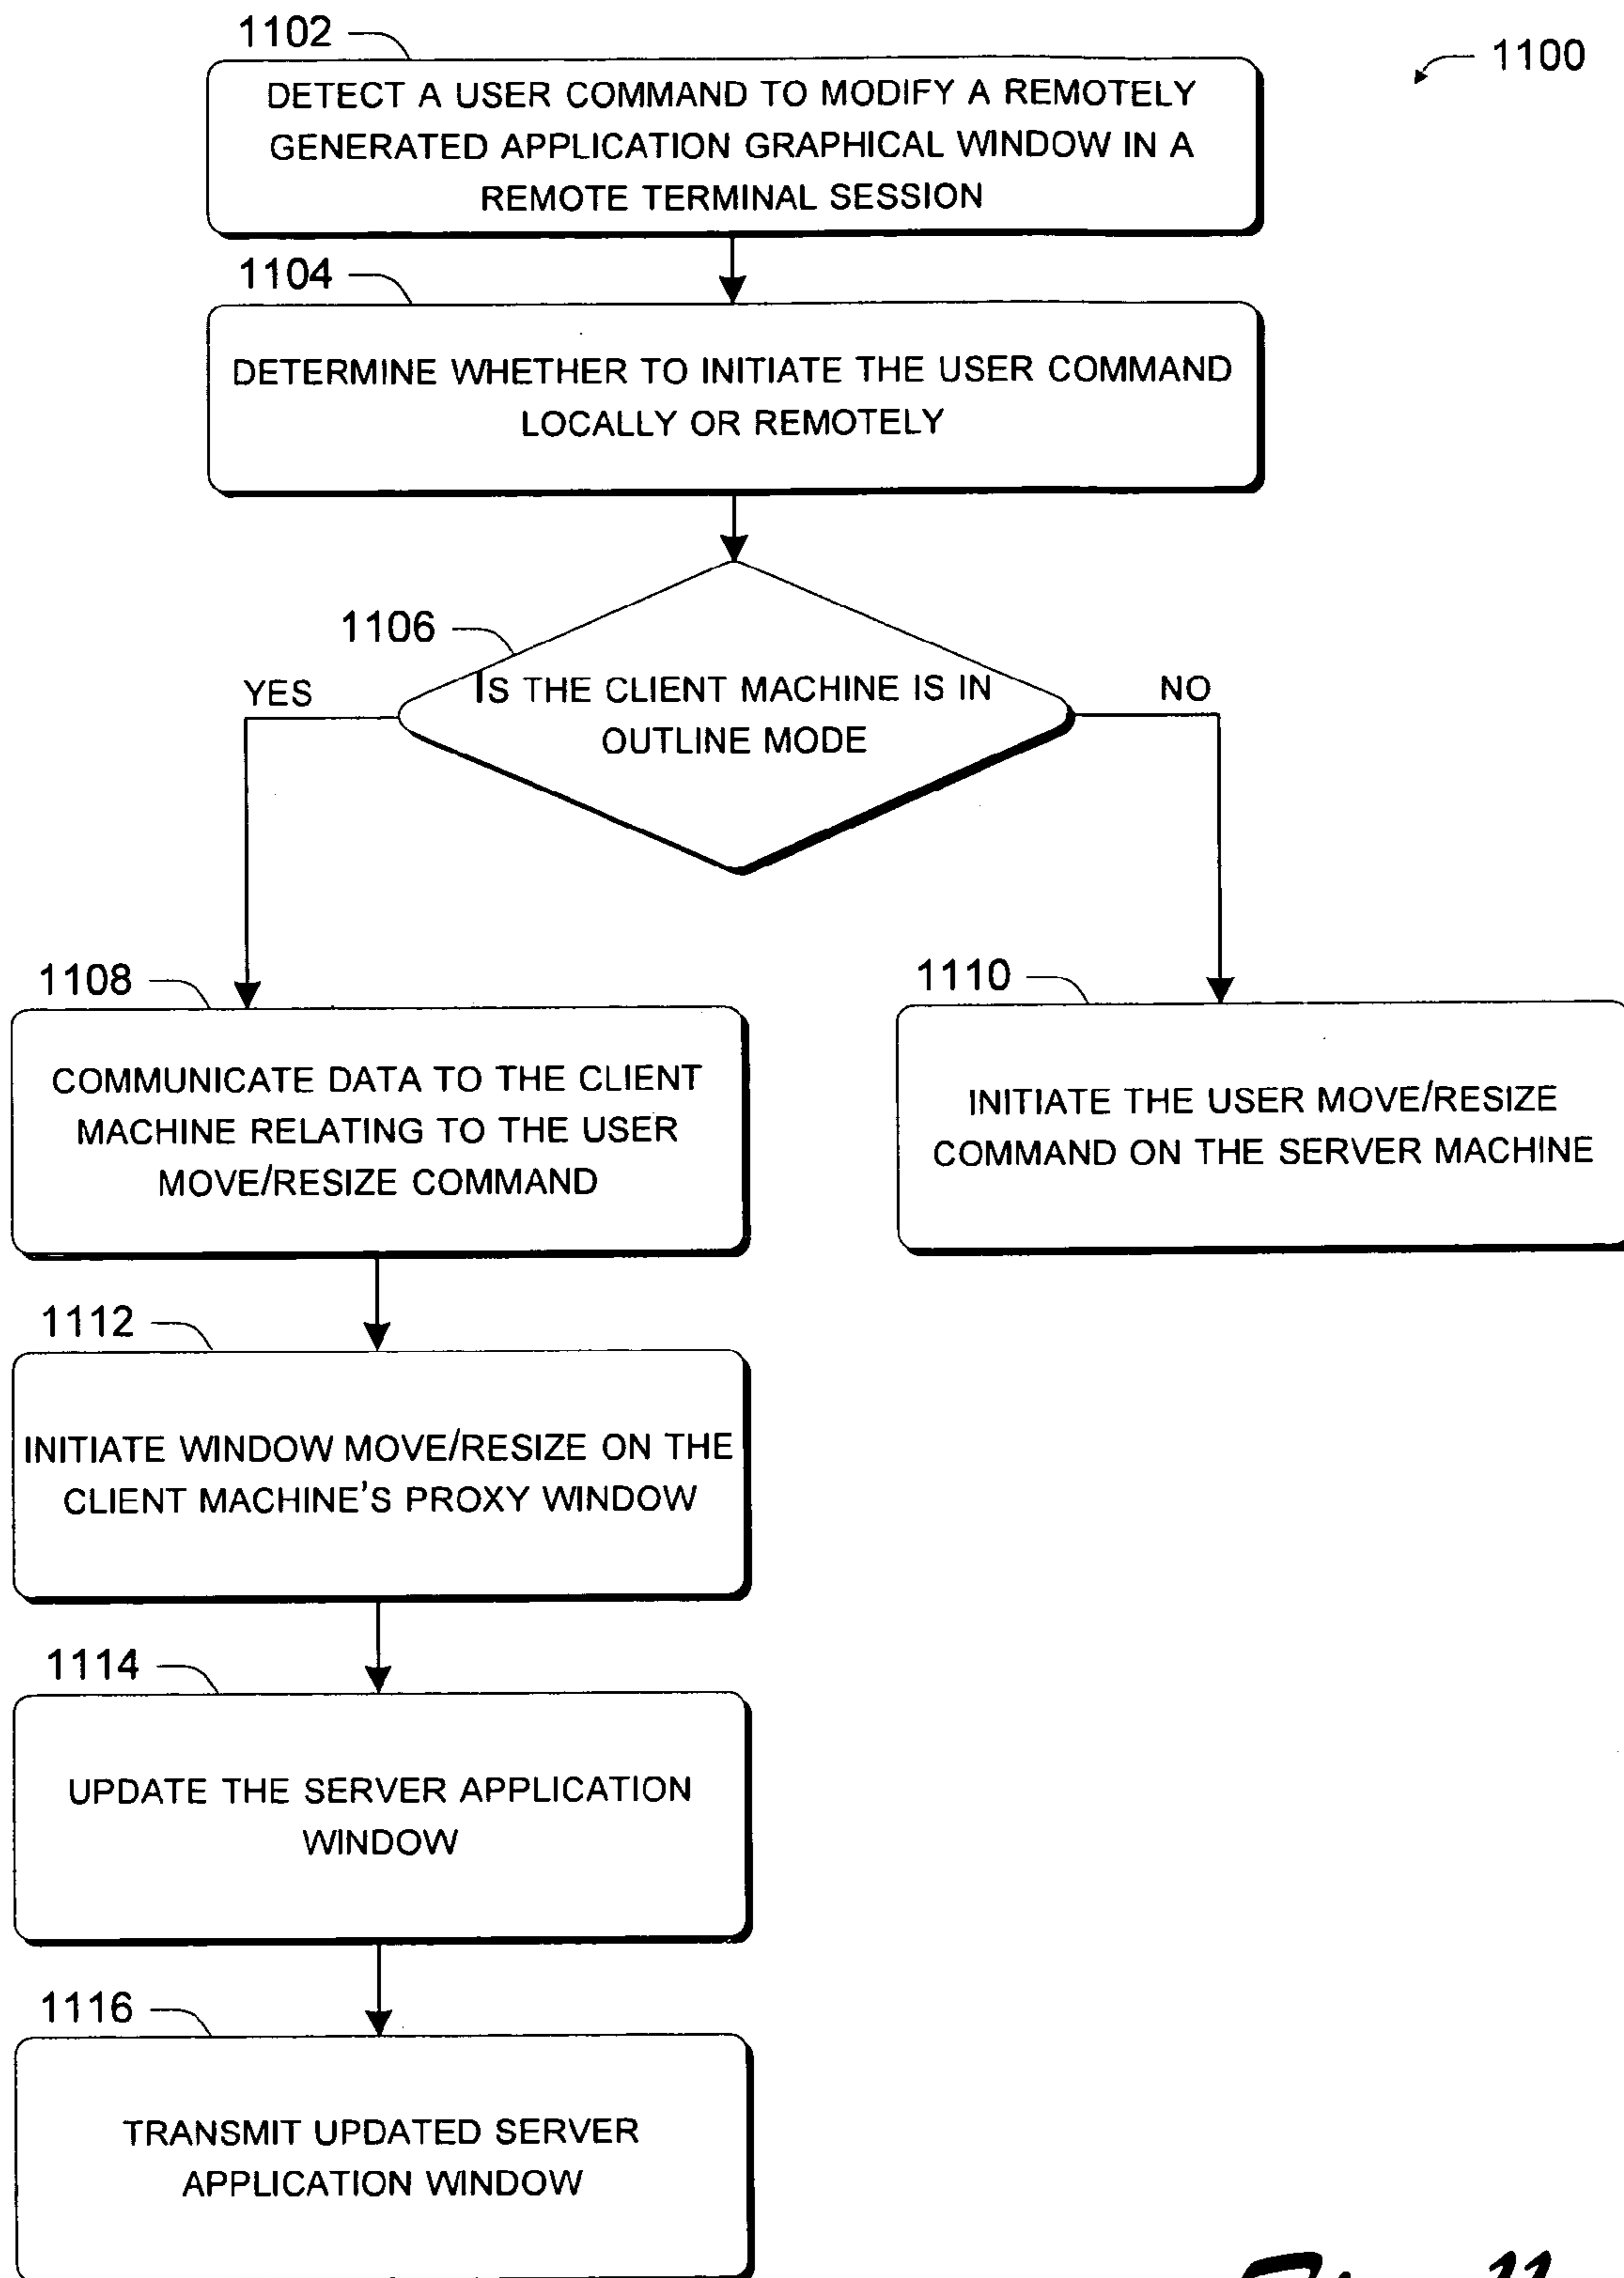 1102
1100
DETECT A USER COMMAND TO MODIFY A REMOTELY
GENERATED APPLICATION GRAPHICAL WINDOW IN A
REMOTE TERMINAL SESSION
1104
DETERMINE WHETHER TO INITIATE THE USER COMMAND
LOCALLY OR REMOTELY
1106
YES
IS THE CLIENT MACHINE IS IN
OUTLINE MODE
NO
1108
COMMUNICATE DATA TO THE CLIENT
MACHINE RELATING TO THE USER
MOVE/RESIZE COMMAND
1110
INITIATE THE USER MOVE/RESIZE
COMMAND ON THE SERVER MACHINE
1112
INITIATE WINDOW MOVE/RESIZE ON THE
CLIENT MACHINE'S PROXY WINDOW
1114
UPDATE THE SERVER APPLICATION
WINDOW
1116
TRANSMIT UPDATED SERVER
APPLICATION WINDOW